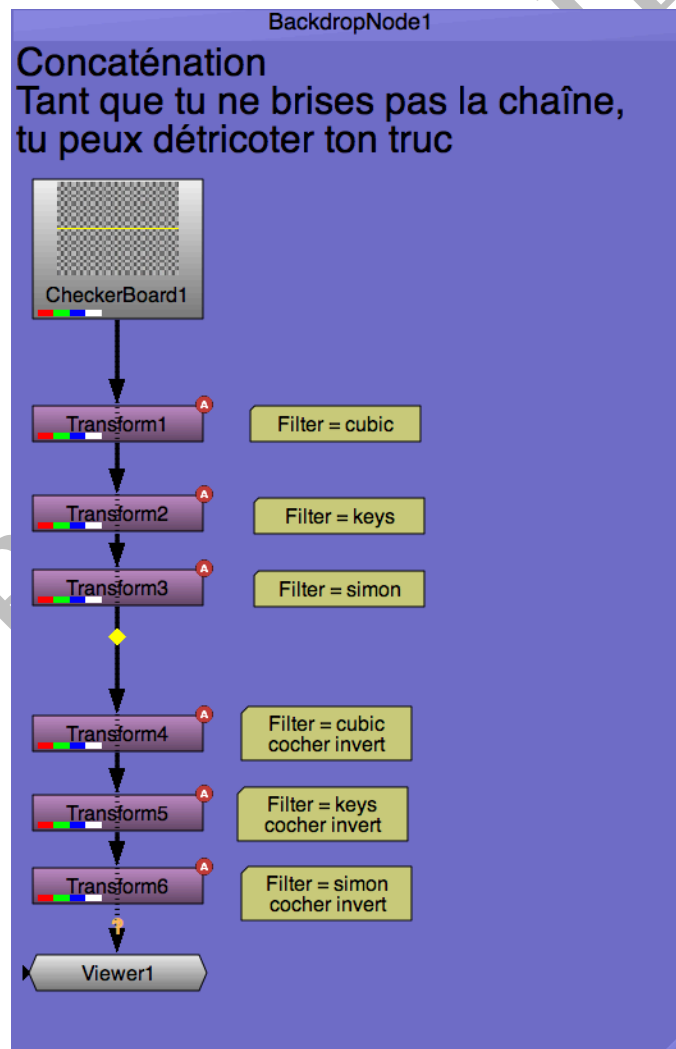 BackdropNode1
Concaténation
Tant que tu ne brises pas la chaîne,
tu peux détricoter ton truc
CheckerBoard1
A
Transform1
Filter = cubic
A
Transform2
Filter = keys
A
Transform3
Filter = simon
A
Transform4
Filter = cubic
cocher invert
A
Transform5
Filter = keys
cocher invert
A
Transform6
Filter = simon
cocher invert
Viewer1